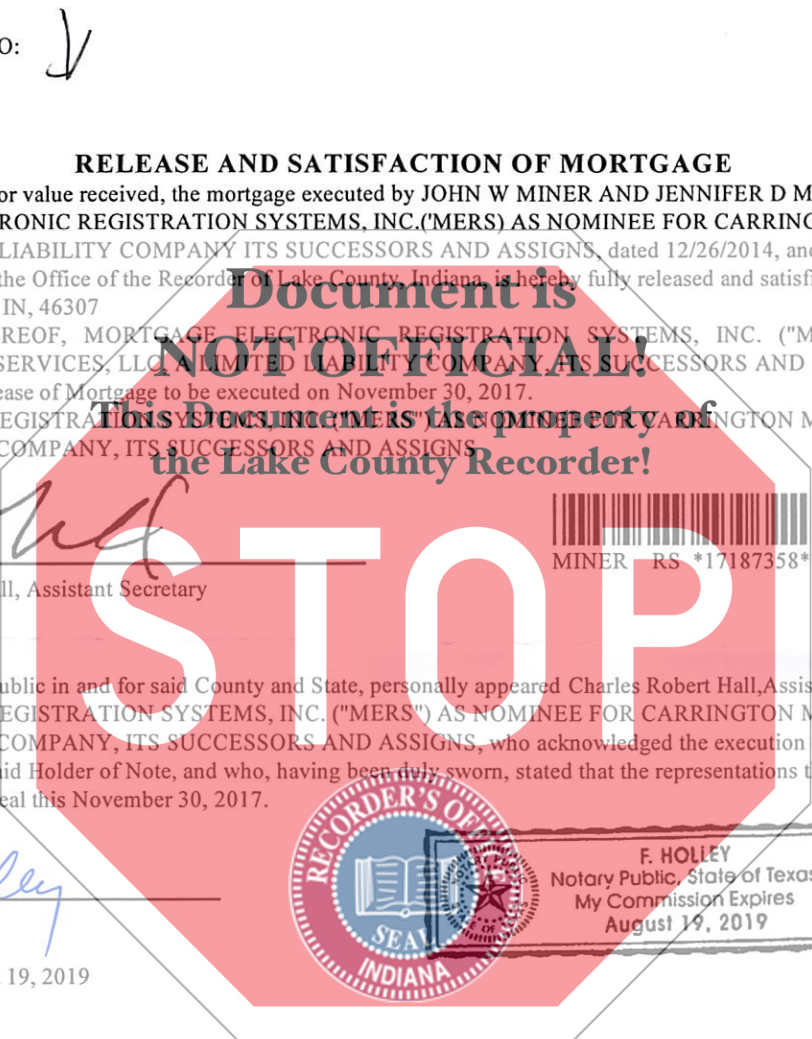 O:
RELEASE AND SATISFACTION OF MORTGAGE
or value received, the mortgage executed by JOHN W MINER AND JENNIFER D M
RONIC REGISTRATION SYSTEMS, INC.('MERS) AS NOMINEE FOR CARRING
LIABILITY COMPANY ITS SUCCESSORS AND ASSIGNS, dated 12/26/2014, and
the Office of the Recorder of Lake County, Indiana, is hereby fully released and satisfi
IN, 46307
Document is
NOT OFFICIAL!
This Document is the property of
the Lake County Recorder!
REOF, MORTGAGE ELECTRONIC REGISTRATION SYSTEMS, INC. ("M
SERVICES, LLC A LIMITED LIABILITY COMPANY, ITS SUCCESSORS AND
ease of Mortgage to be executed on November 30, 2017.
EGISTRATION SYSTEMS, INC. ("MERS") AS NOMINEE FOR CARRINGTON M
COMPANY, ITS SUCCESSORS AND ASSIGNS
MINER RS *17187358*
ll, Assistant Secretary
STOP
ublic in and for said County and State, personally appeared Charles Robert Hall,Assis
EGISTRATION SYSTEMS, INC. ("MERS") AS NOMINEE FOR CARRINGTON M
COMPANY, ITS SUCCESSORS AND ASSIGNS, who acknowledged the execution
id Holder of Note, and who, having been duly sworn, stated that the representations t
eal this November 30, 2017.
RECORDER'S OFFICE
SEAL
INDIANA
NOTARY PUBLIC
STATE OF TEXAS
F. HOLLEY
Notary Public, State of Texas
My Commission Expires
August 19, 2019
ley
19, 2019